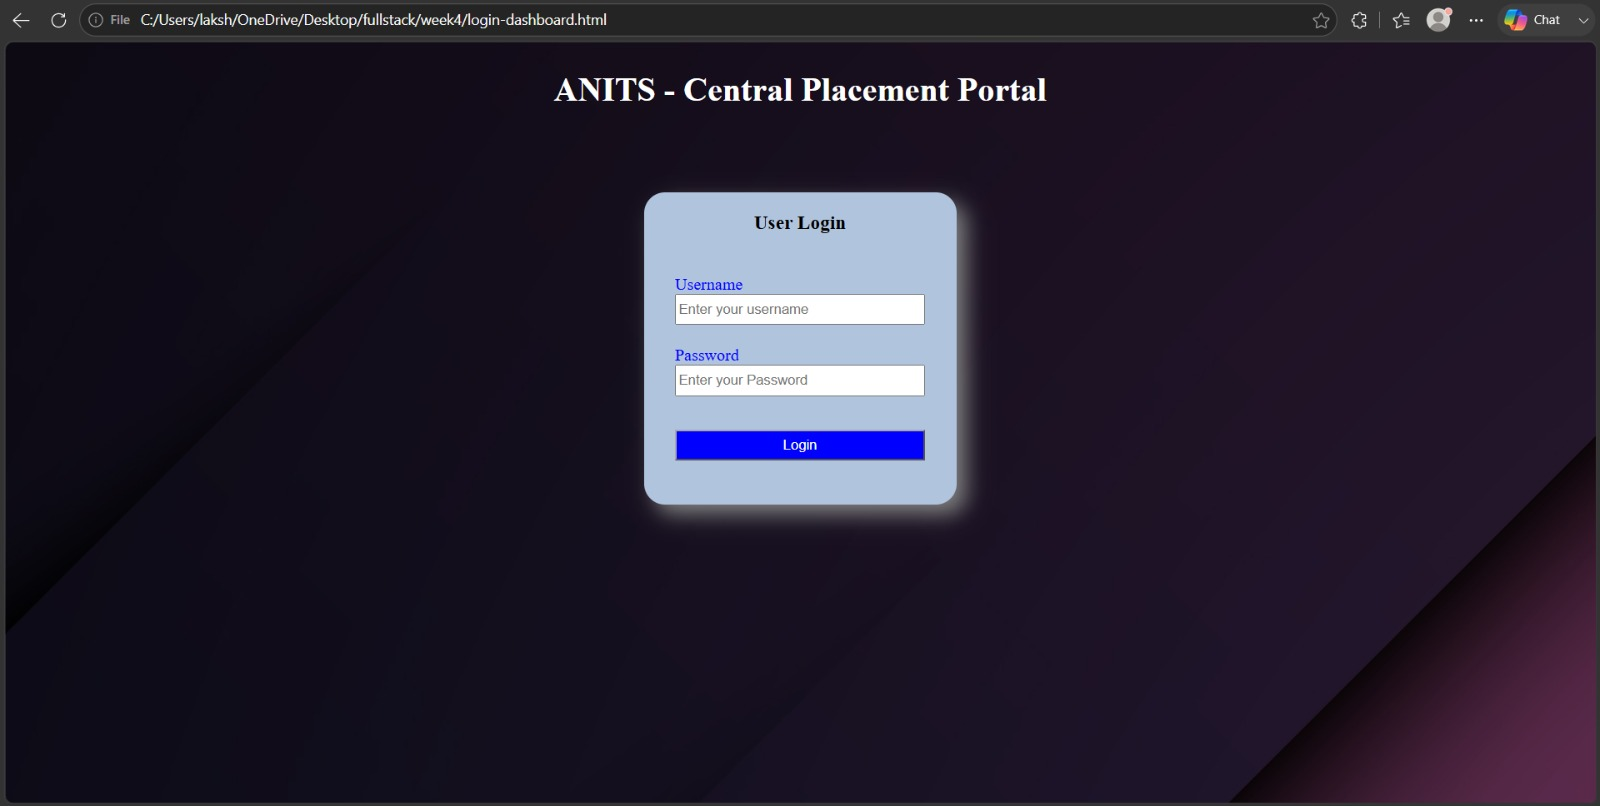 File C:/Users/laksh/OneDrive/Desktop/fullstack/week4/login-dashboard.html
Chat
ANITS - Central Placement Portal
User Login
Username
Enter your username
Password
Enter your Password
Login